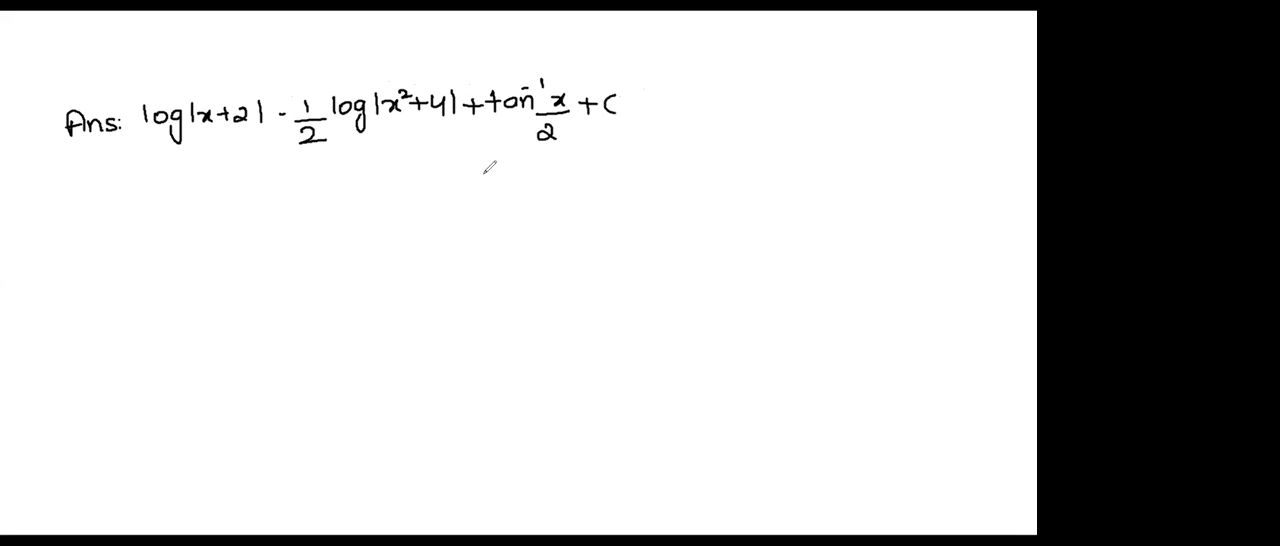 Ans: log|x+2| - 1/2 log|x²+4| + tan⁻¹ x/2 + C